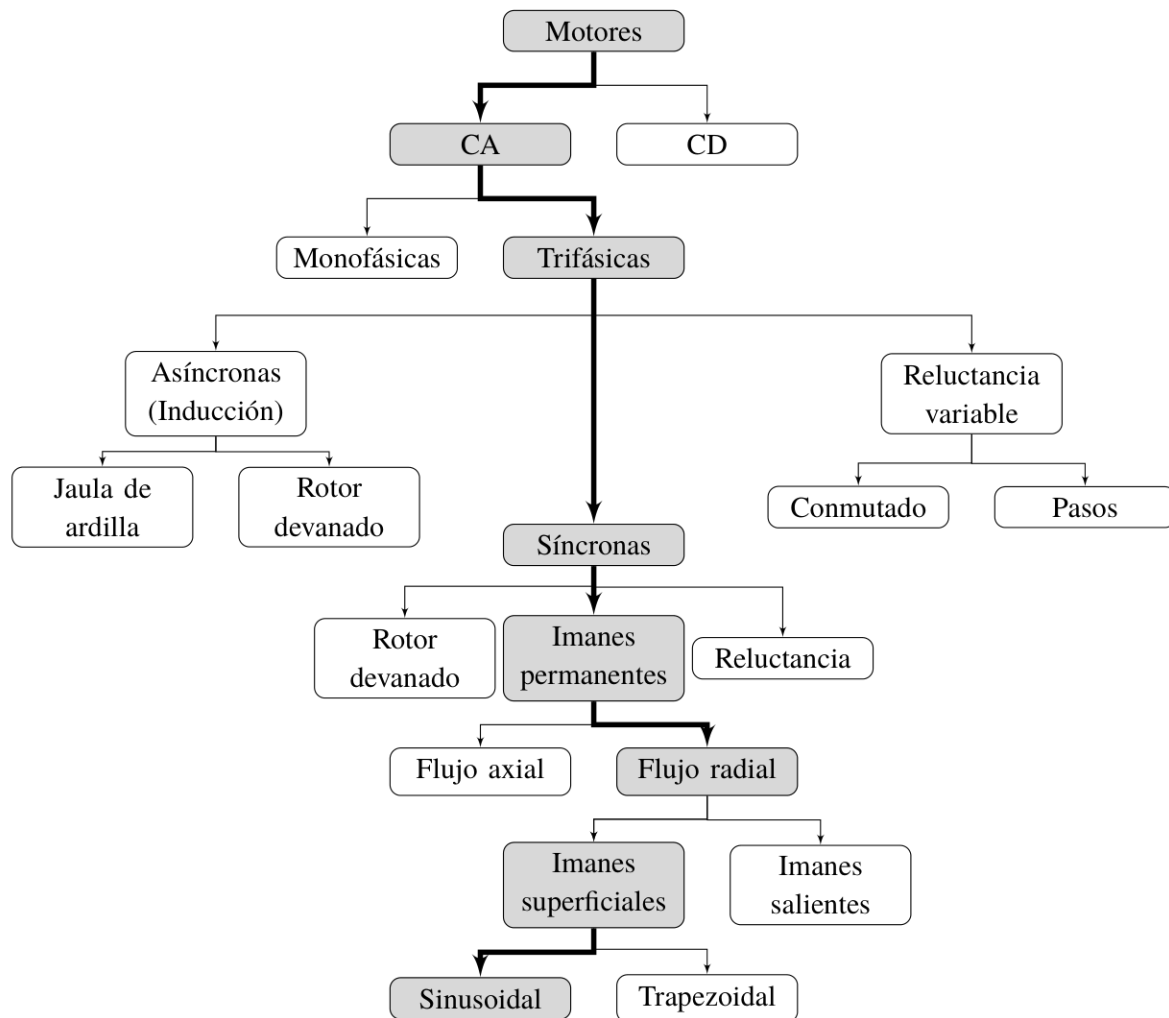 Motores
CA
CD
Monofásicas
Trifásicas
Asíncronas
(Inducción)
Reluctancia
variable
Jaula de
ardilla
Rotor
devanado
Conmutado
Pasos
Síncronas
Rotor
devanado
Imanes
permanentes
Reluctancia
Flujo axial
Flujo radial
Imanes
superficiales
Imanes
salientes
Sinusoidal
Trapezoidal